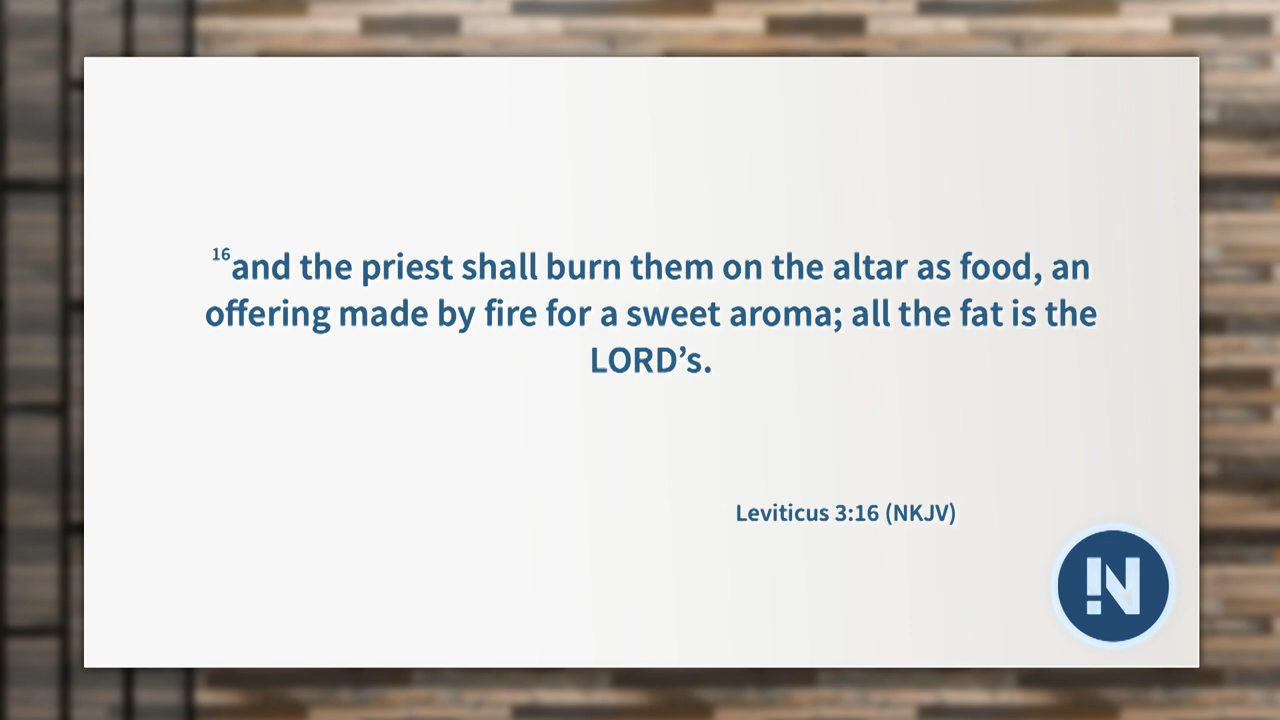 16and the priest shall burn them on the altar as food, an
offering made by fire for a sweet aroma; all the fat is the
LORD’s.
Leviticus 3:16 (NKJV)
N